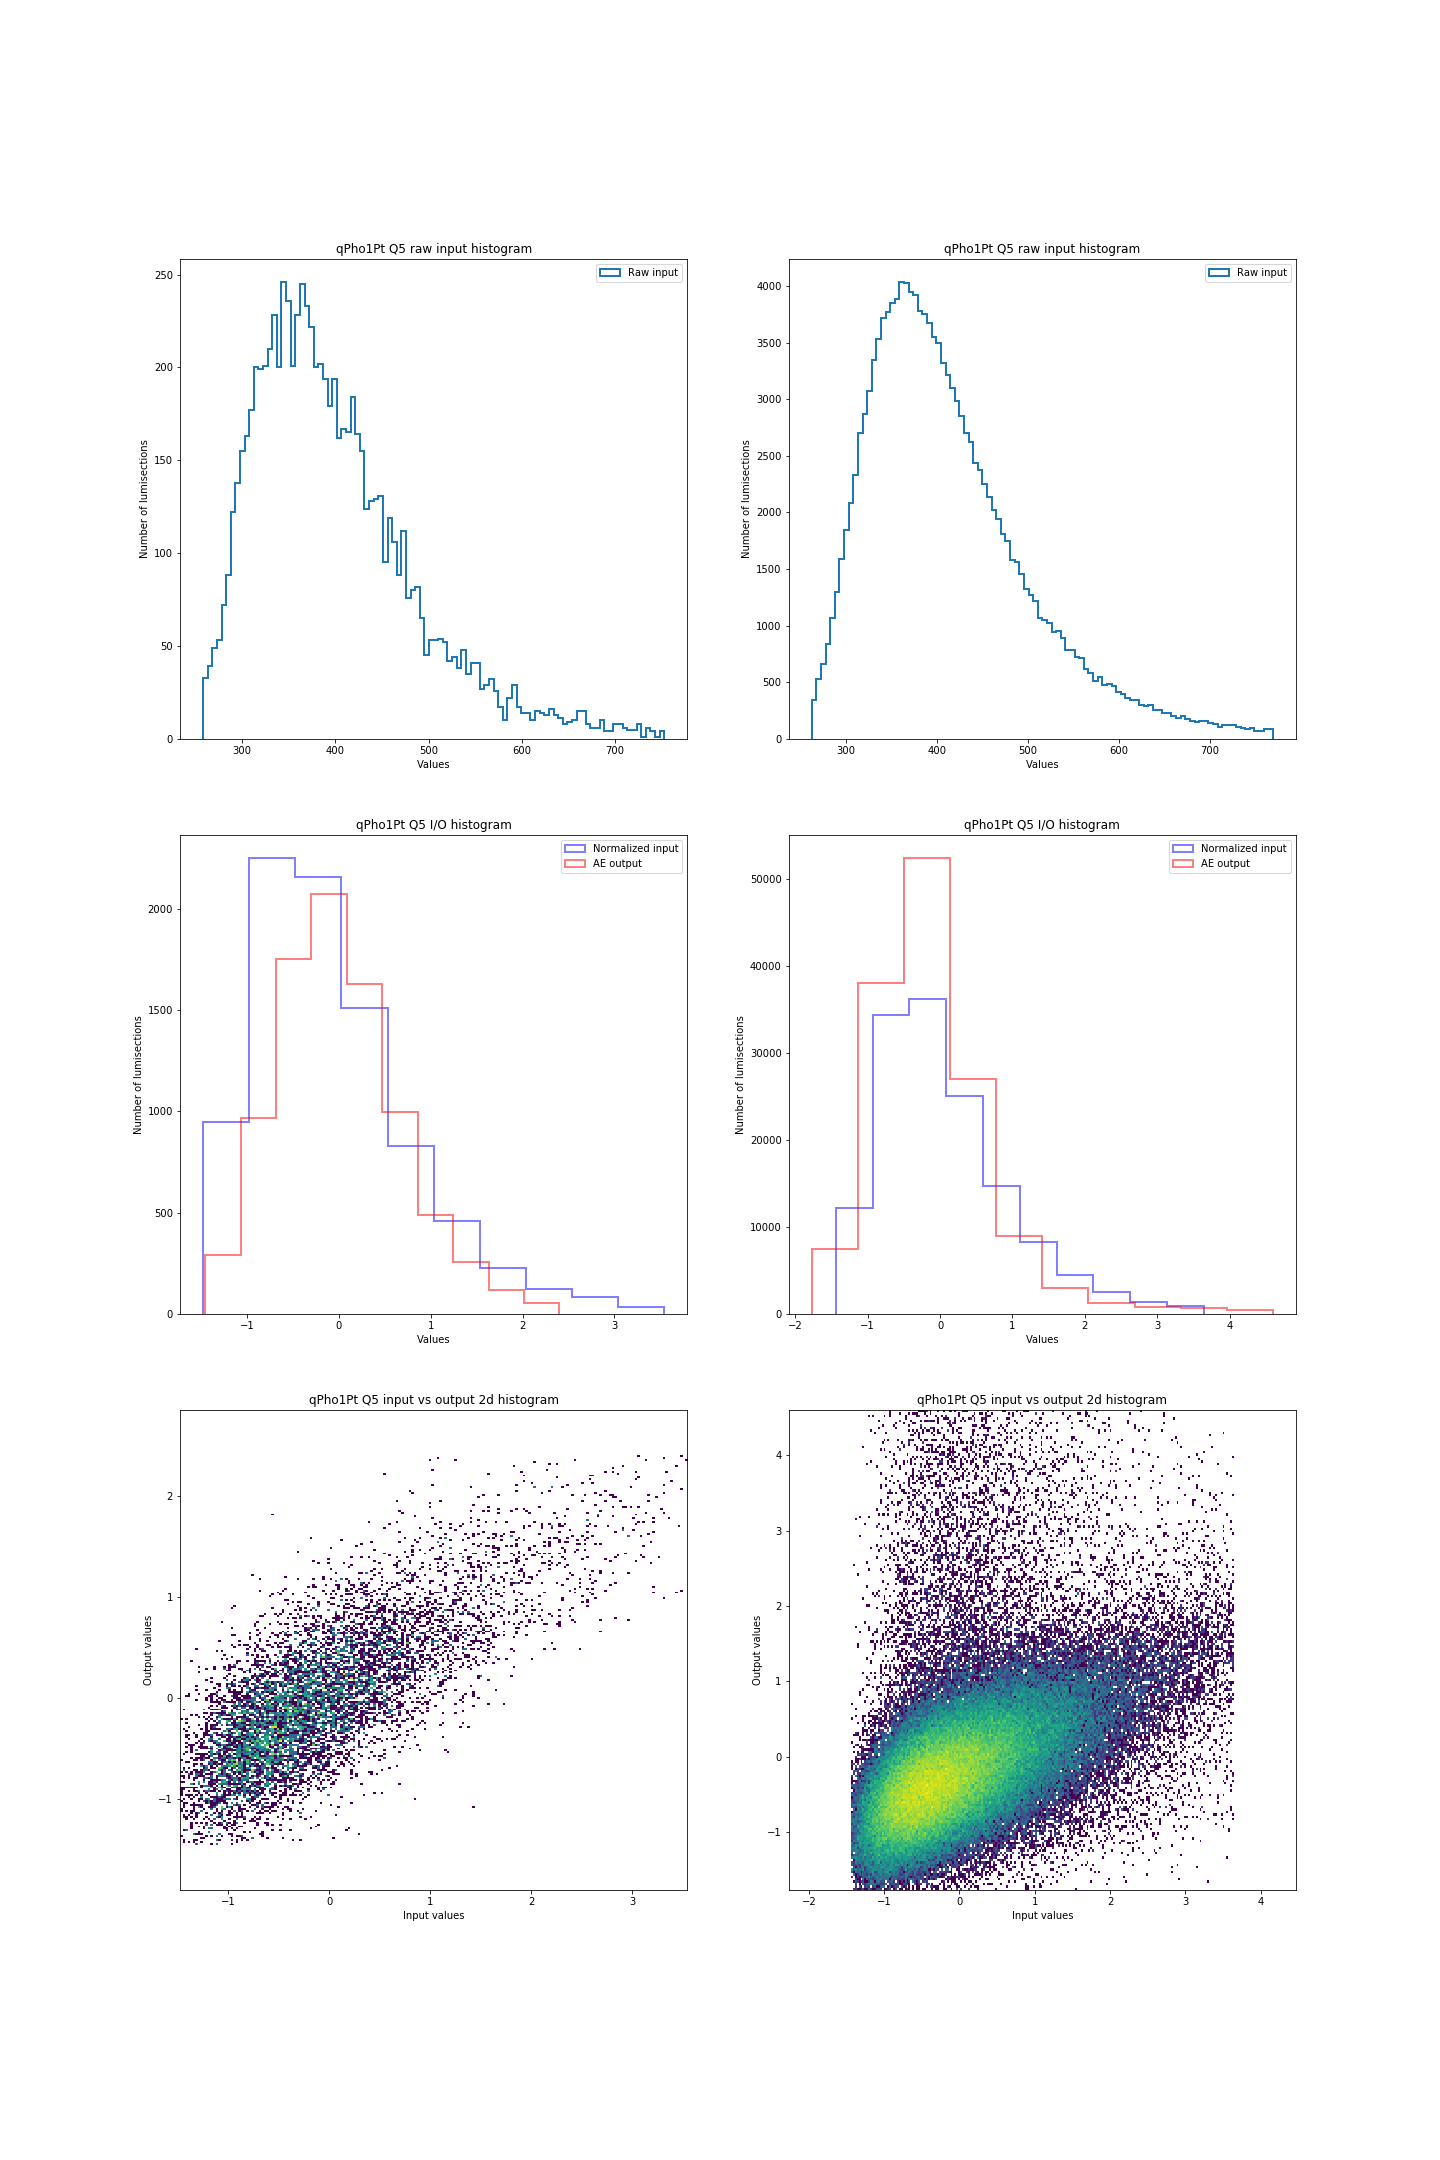 qPho1Pt Q5 raw input histogram
Raw input
250
200
150
100
50
0
Number of lumisections
300 400 500 600 700
Values
qPho1Pt Q5 raw input histogram
Raw input
4000
3500
3000
2500
2000
1500
1000
500
0
Number of lumisections
300 400 500 600 700
Values
qPho1Pt Q5 I/O histogram
Normalized input
AE output
2000
1500
1000
500
0
Number of lumisections
−1 0 1 2 3
Values
qPho1Pt Q5 I/O histogram
Normalized input
AE output
50000
40000
30000
20000
10000
0
Number of lumisections
−2 −1 0 1 2 3 4
Values
qPho1Pt Q5 input vs output 2d histogram
2
1
0
−1
Output values
−1 0 1 2 3
Input values
qPho1Pt Q5 input vs output 2d histogram
4
3
2
1
0
−1
Output values
−2 −1 0 1 2 3 4
Input values